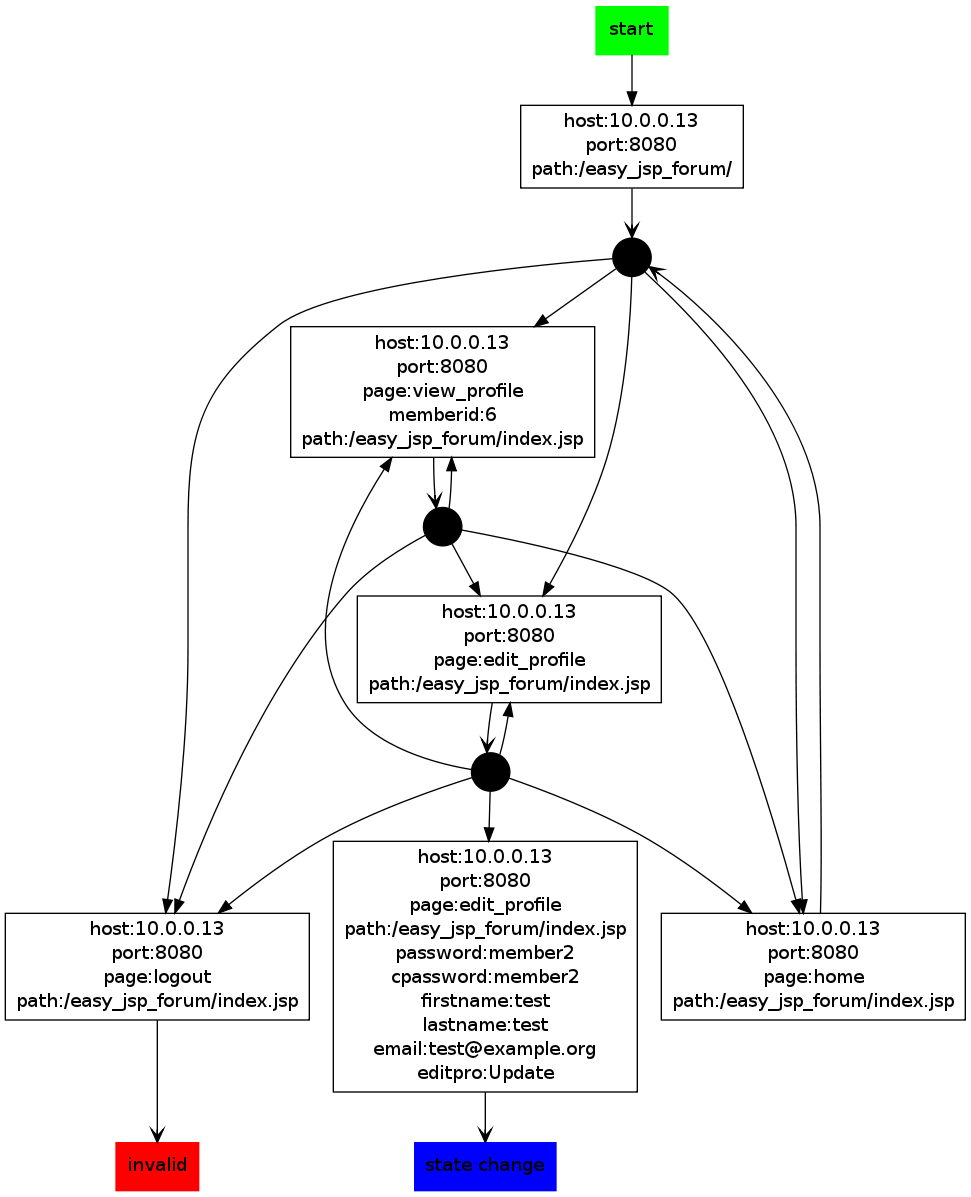 start
host:10.0.0.13
port:8080
path:/easy_jsp_forum/
host:10.0.0.13
port:8080
page:view_profile
memberid:6
path:/easy_jsp_forum/index.jsp
host:10.0.0.13
port:8080
page:edit_profile
path:/easy_jsp_forum/index.jsp
host:10.0.0.13
port:8080
page:edit_profile
path:/easy_jsp_forum/index.jsp
password:member2
cpassword:member2
firstname:test
lastname:test
email:test@example.org
editpro:Update
host:10.0.0.13
port:8080
page:logout
path:/easy_jsp_forum/index.jsp
host:10.0.0.13
port:8080
page:home
path:/easy_jsp_forum/index.jsp
invalid
state change